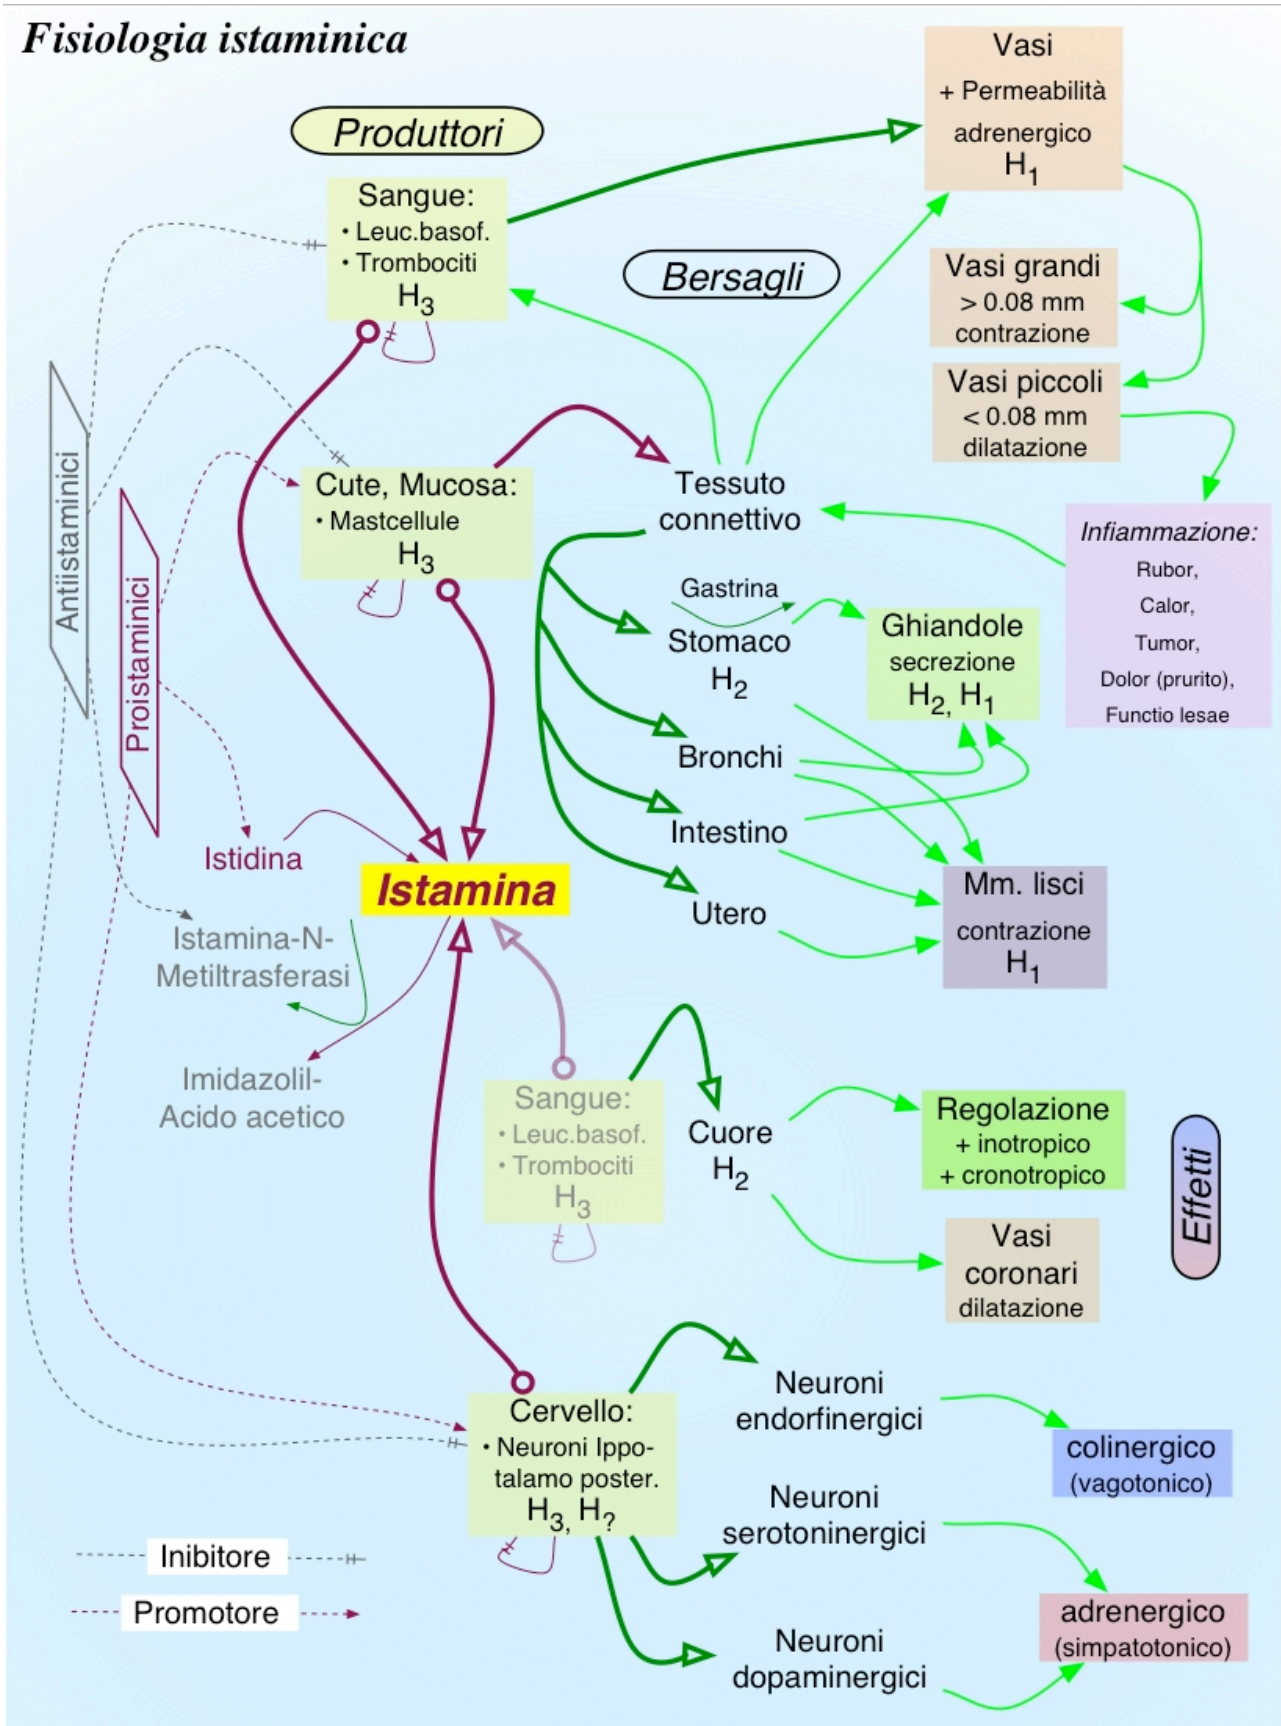 Fisiologia istaminica
Produttori
Sangue:
• Leuc.basof.
• Trombociti
H3
Vasi
+ Permeabilità
adrenergico
H1
Bersagli
Vasi grandi
> 0.08 mm
contrazione
Vasi piccoli
< 0.08 mm
dilatazione
Antiistaminici
Proistaminici
Cute, Mucosa:
• Mastcellule
H3
Tessuto
connettivo
Infiammazione:
Rubor,
Calor,
Tumor,
Dolor (prurito),
Functio lesae
Gastrina
Stomaco
H2
Ghiandole
secrezione
H2, H1
Bronchi
Intestino
Utero
Mm. lisci
contrazione
H1
Istidina
Istamina
Istamina-N-
Metiltrasferasi
Imidazolil-
Acido acetico
Sangue:
• Leuc.basof.
• Trombociti
H3
Cuore
H2
Regolazione
+ inotropico
+ cronotropico
Effetti
Vasi
coronari
dilatazione
Cervello:
• Neuroni Ippo-
talamo poster.
H3, H?
Neuroni
endorfinergici
colinergico
(vagotonico)
Neuroni
serotoninergici
adrenergico
(simpatotonico)
Neuroni
dopaminergici
Inibitore
Promotore